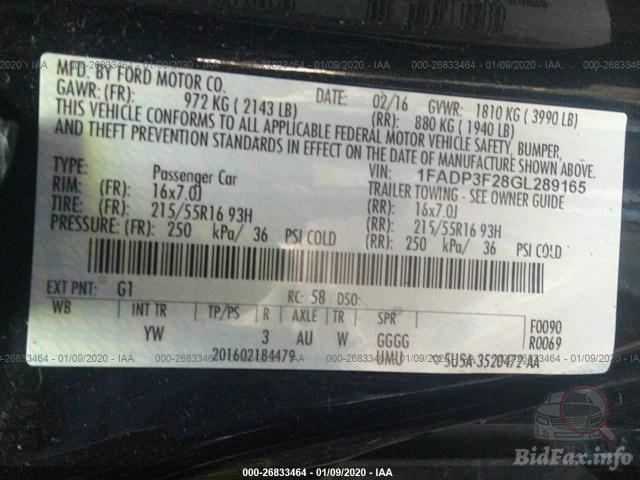 000-26833464 - 01/09/2020 - IAA
MFD. BY FORD MOTOR CO.
DATE: 02/16 GVWR: 1810 KG ( 3990 LB)
GAWR: (FR): 972 KG ( 2143 LB) (RR): 880 KG ( 1940 LB)
THIS VEHICLE CONFORMS TO ALL APPLICABLE FEDERAL MOTOR VEHICLE SAFETY, BUMPER,
AND THEFT PREVENTION STANDARDS IN EFFECT ON THE DATE OF MANUFACTURE SHOWN ABOVE.
VIN: 1FADP3F28GL289165
TYPE: Passenger Car TRAILER TOWING - SEE OWNER GUIDE
RIM: (FR): 16x7.0J (RR): 16x7.0J
TIRE: (FR): 215/55R16 93H (RR): 215/55R16 93H
PRESSURE: (FR): 250 kPa/ 36 PSI COLD (RR): 250 kPa/ 36 PSI COLD
EXT PNT: G1 RC: 58 DSO:
WB INT TR TP/PS R AXLE TR SPR F0090
YW 3 AU W GGGG R0069
201602184479 UMU 5U5A-3520472-AA
000-26833464 - 01/09/2020 - IAA
BidFax.info